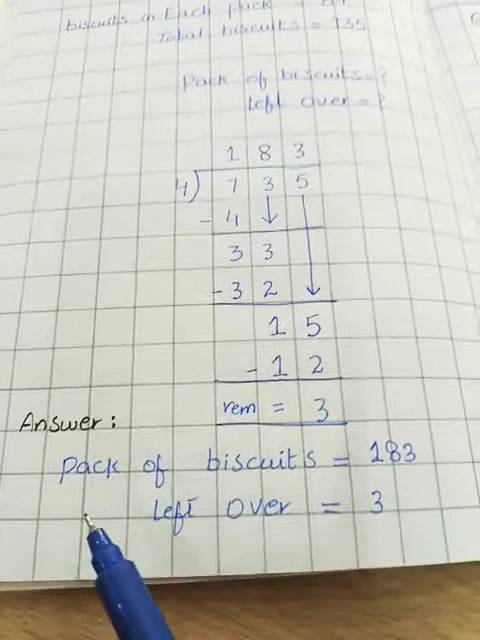 biscuits in Each pack =
Total biscuits = 735
Pack of biscuits = ?
Left over = ?
1 8 3
4) 7 3 5
- 4
3 3
- 3 2
1 5
- 1 2
rem = 3
Answer:
Pack of biscuits = 183
Left over = 3